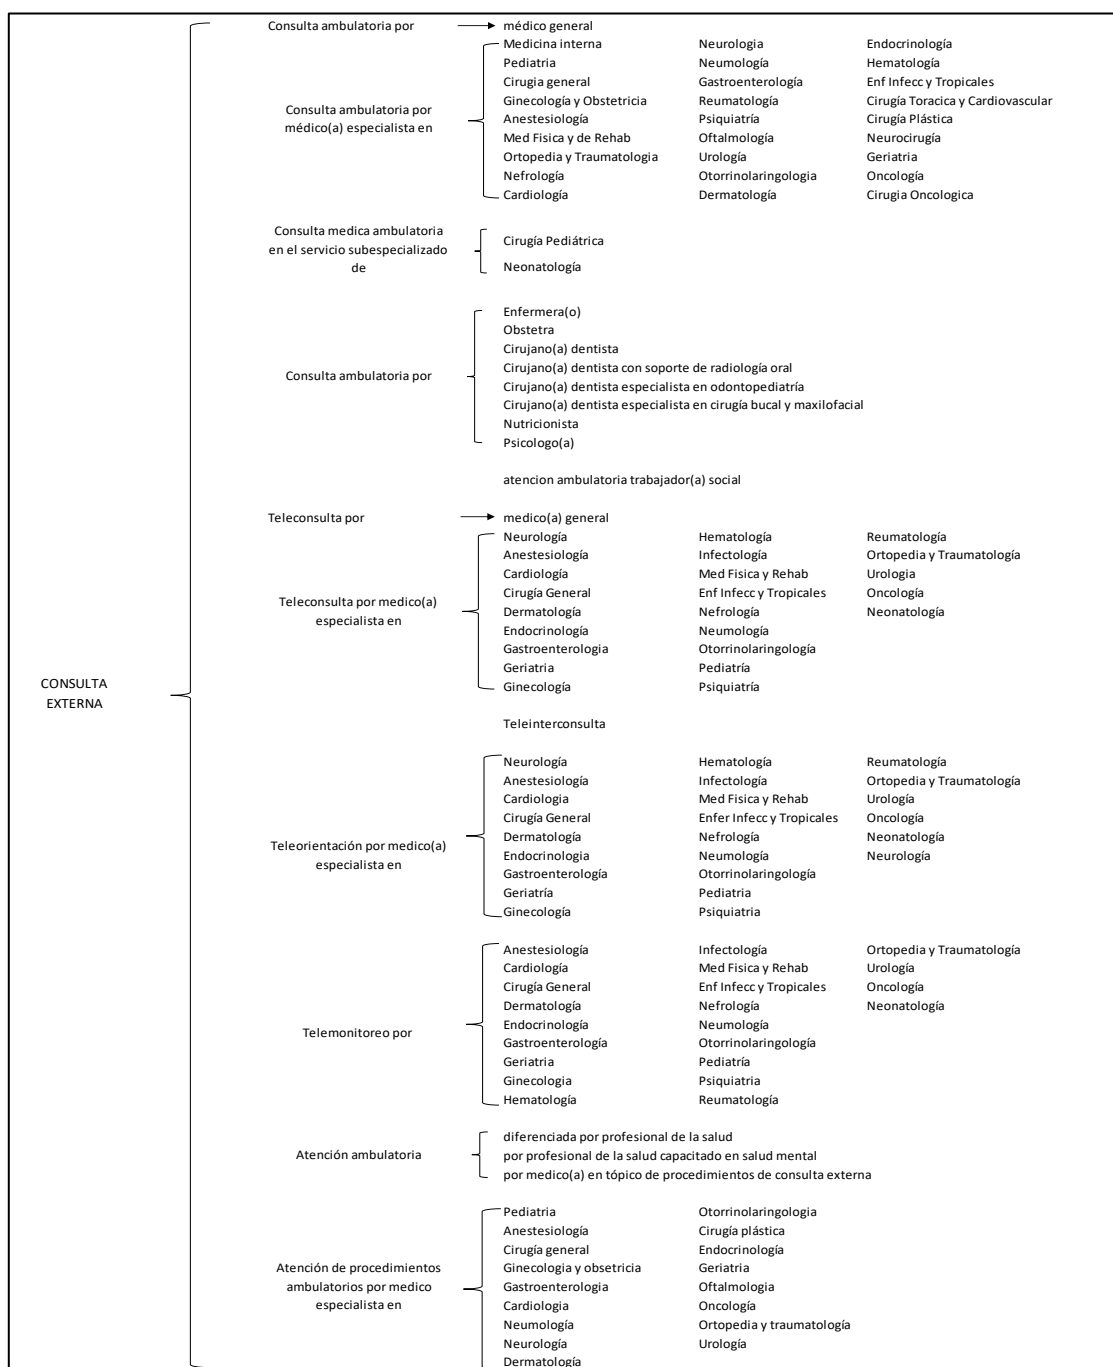 Consulta ambulatoria por médico general
Consulta ambulatoria por
médico(a) especialista en
Medicina interna Neurologia Endocrinología
Pediatria Neumología Hematología
Cirugia general Gastroenterología Enf Infecc y Tropicales
Ginecología y Obstetricia Reumatología Cirugía Toracica y Cardiovascular
Anestesiología Psiquiatría Cirugía Plástica
Med Fisica y de Rehab Oftalmología Neurocirugía
Ortopedia y Traumatologia Urología Geriatria
Nefrología Otorrinolaringologia Oncología
Cardiología Dermatología Cirugia Oncologica
Consulta medica ambulatoria
en el servicio subespecializado
de
Cirugía Pediátrica
Neonatología
Consulta ambulatoria por
Enfermera(o)
Obstetra
Cirujano(a) dentista
Cirujano(a) dentista con soporte de radiología oral
Cirujano(a) dentista especialista en odontopediatría
Cirujano(a) dentista especialista en cirugía bucal y maxilofacial
Nutricionista
Psicologo(a)
atencion ambulatoria trabajador(a) social
Teleconsulta por medico(a) general
Teleconsulta por medico(a)
especialista en
Neurología Hematología Reumatología
Anestesiología Infectología Ortopedia y Traumatología
Cardiología Med Fisica y Rehab Urologia
Cirugía General Enf Infecc y Tropicales Oncología
Dermatología Nefrología Neonatología
Endocrinología Neumología
Gastroenterologia Otorrinolaringología
Geriatria Pediatría
Ginecología Psiquiatría
CONSULTA
EXTERNA
Teleinterconsulta
Teleorientación por medico(a)
especialista en
Neurología Hematología Reumatología
Anestesiología Infectología Ortopedia y Traumatología
Cardiologia Med Fisica y Rehab Urología
Cirugía General Enfer Infecc y Tropicales Oncología
Dermatología Nefrología Neonatología
Endocrinologia Neumología Neurología
Gastroenterología Otorrinolaringología
Geriatría Pediatria
Ginecología Psiquiatria
Telemonitoreo por
Anestesiología Infectología Ortopedia y Traumatología
Cardiología Med Fisica y Rehab Urología
Cirugía General Enf Infecc y Tropicales Oncología
Dermatología Nefrología Neonatología
Endocrinología Neumología
Gastroenterología Otorrinolaringología
Geriatria Pediatría
Ginecologia Psiquiatria
Hematología Reumatología
Atención ambulatoria
diferenciada por profesional de la salud
por profesional de la salud capacitado en salud mental
por medico(a) en tópico de procedimientos de consulta externa
Atención de procedimientos
ambulatorios por medico
especialista en
Pediatria Otorrinolaringologia
Anestesiología Cirugía plástica
Cirugía general Endocrinología
Ginecologia y obsetricia Geriatria
Gastroenterologia Oftalmologia
Cardiologia Oncología
Neumología Ortopedia y traumatología
Neurología Urología
Dermatología